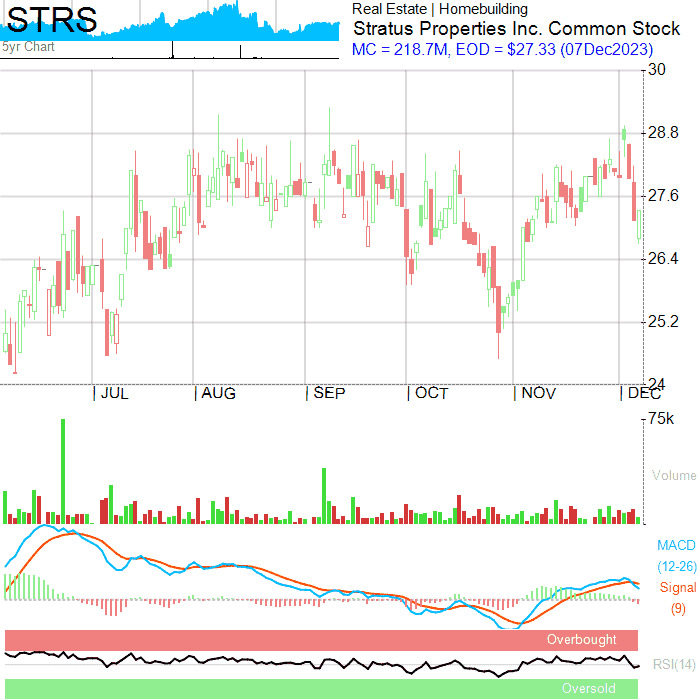 STRS
5yr Chart
Real Estate | Homebuilding
Stratus Properties Inc. Common Stock
MC = 218.7M, EOD = $27.33 (07Dec2023)
30
28.8
27.6
26.4
25.2
24
| JUL | AUG | SEP | OCT | NOV | DEC
75k
Volume
MACD
(12-26)
Signal
(9)
Overbought
RSI(14)
Oversold